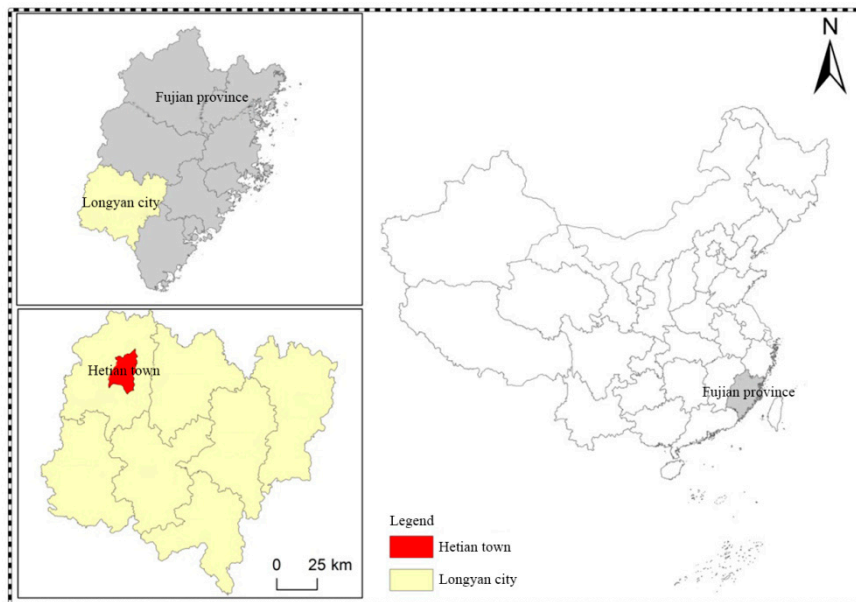 Fujian province
Longyan city
Hetian town
0 25 km
N
Fujian province
Legend
Hetian town
Longyan city